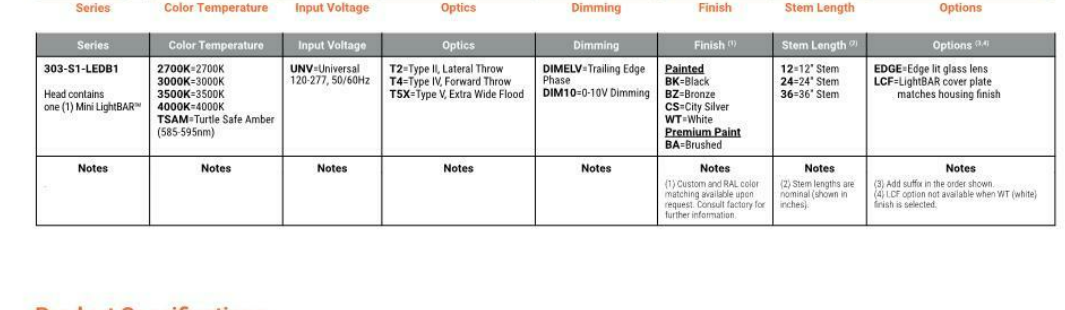 Series Color Temperature Input Voltage Optics Dimming Finish Stem Length Options
Series Color Temperature Input Voltage Optics Dimming Finish (1) Stem Length (2) Options (3,4)
303-S1-LEDB1
Head contains
one (1) Mini LightBAR™
2700K=2700K
3000K=3000K
3500K=3500K
4000K=4000K
TSAM=Turtle Safe Amber
(585-595nm)
UNV=Universal
120-277, 50/60Hz
T2=Type II, Lateral Throw
T4=Type IV, Forward Throw
T5X=Type V, Extra Wide Flood
DIMELV=Trailing Edge
Phase
DIM10=0-10V Dimming
Painted
BK=Black
BZ=Bronze
CS=City Silver
WT=White
Premium Paint
BA=Brushed
12=12" Stem
24=24" Stem
36=36" Stem
EDGE=Edge lit glass lens
LCF=LightBAR cover plate
matches housing finish
Notes Notes Notes Notes Notes Notes Notes Notes
(1) Custom and RAL color
matching available upon
request. Consult factory for
further information.
(2) Stem lengths are
nominal (shown in
inches).
(3) Add suffix in the order shown.
(4) LCF option not available when WT (white)
finish is selected.